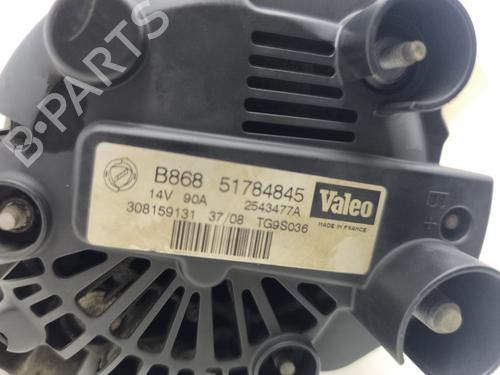 B-PARTS
B868 51784845
14V 90A 2543477A
308159131 37/08 TG9S036
Valeo
MADE IN FRANCE
B+